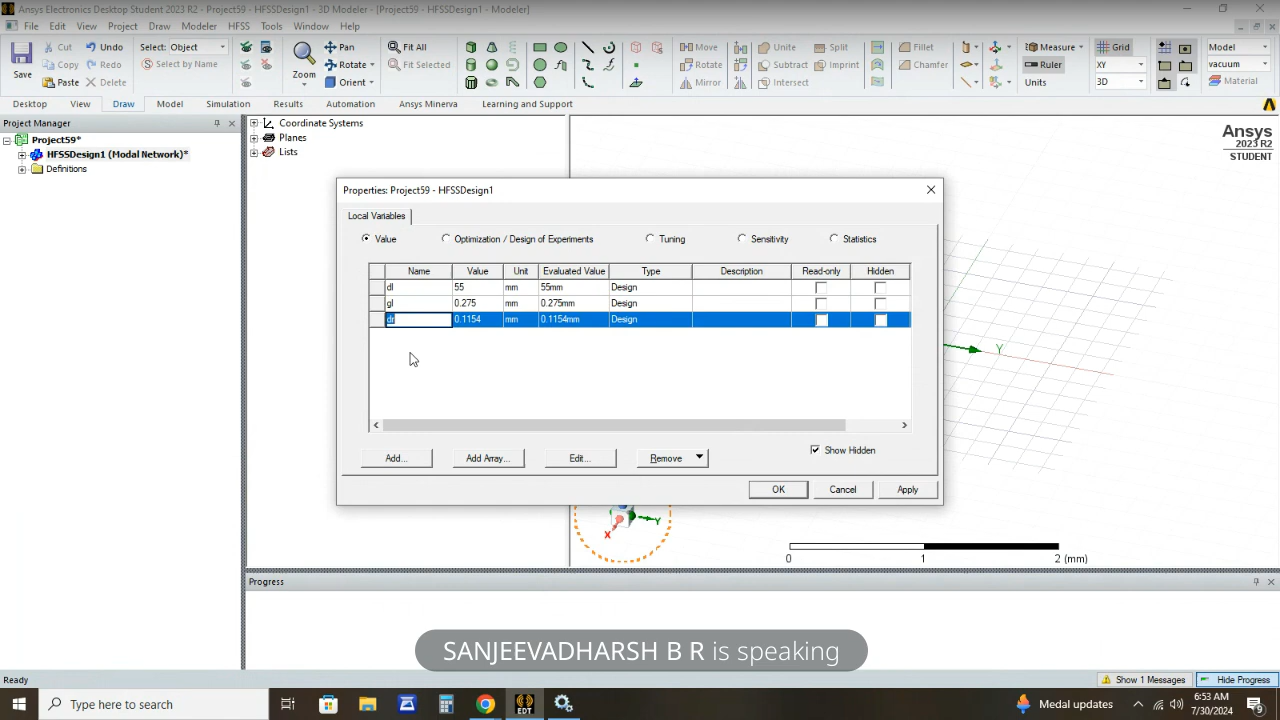 Ansys Electronics Desktop Student 2023 R2 - Project59 - HFSSDesign1 - 3D Modeler - [Project59 - HFSSDesign1 - Modeler]
File Edit View Project Draw Modeler HFSS Tools Window Help
Save Cut Copy Paste Undo Redo Delete Select: Object Select by Name Zoom Pan Rotate Orient Fit All Fit Selected Move Rotate Mirror Unite Subtract Intersect Split Imprint Fillet Chamfer Measure Ruler Units Grid XY 3D Model vacuum Material
Desktop View Draw Model Simulation Results Automation Ansys Minerva Learning and Support
Project Manager
Project59*
HFSSDesign1 (Modal Network)*
Definitions
Coordinate Systems
Planes
Lists
Ansys
2023 R2
STUDENT
Properties: Project59 - HFSSDesign1
Local Variables
Value Optimization / Design of Experiments Tuning Sensitivity Statistics
Name Value Unit Evaluated Value Type Description Read-only Hidden
dl 55 mm 55mm Design
gl 0.275 mm 0.275mm Design
dr 0.1154 mm 0.1154mm Design
Show Hidden
Add... Add Array... Edit... Remove
OK Cancel Apply
Y
Y
X
0 1 2 (mm)
Progress
SANJEEVADHARSH B R is speaking
Ready Show 1 Messages Hide Progress
Type here to search EDT Medal updates
6:53 AM
7/30/2024